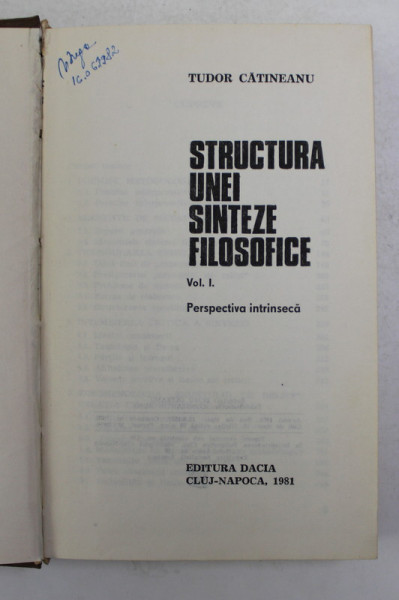 TUDOR CĂTINEANU
STRUCTURA
UNEI
SINTEZE
FILOSOFICE
Vol. I.
Perspectiva intrinsecă
EDITURA DACIA
CLUJ-NAPOCA, 1981